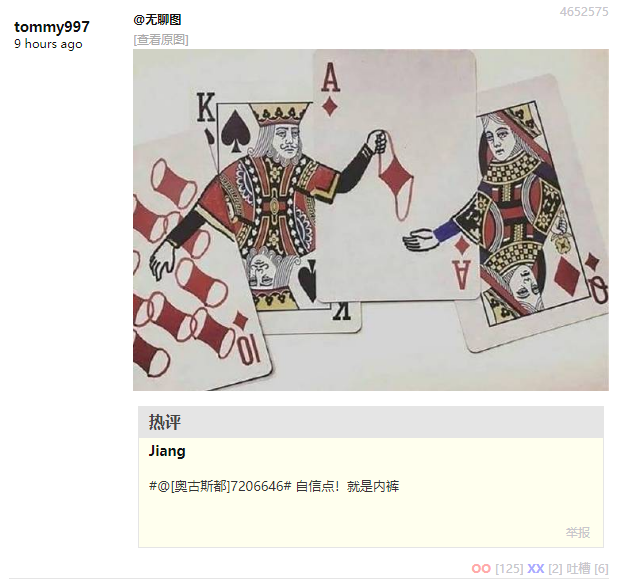 tommy997
9 hours ago
4652575
@无聊图
[查看原图]
K
A
A
K
10
Q
热评
Jiang
#@[奥古斯都]7206646# 自信点！就是内裤
举报
OO [125] XX [2] 吐槽 [6]